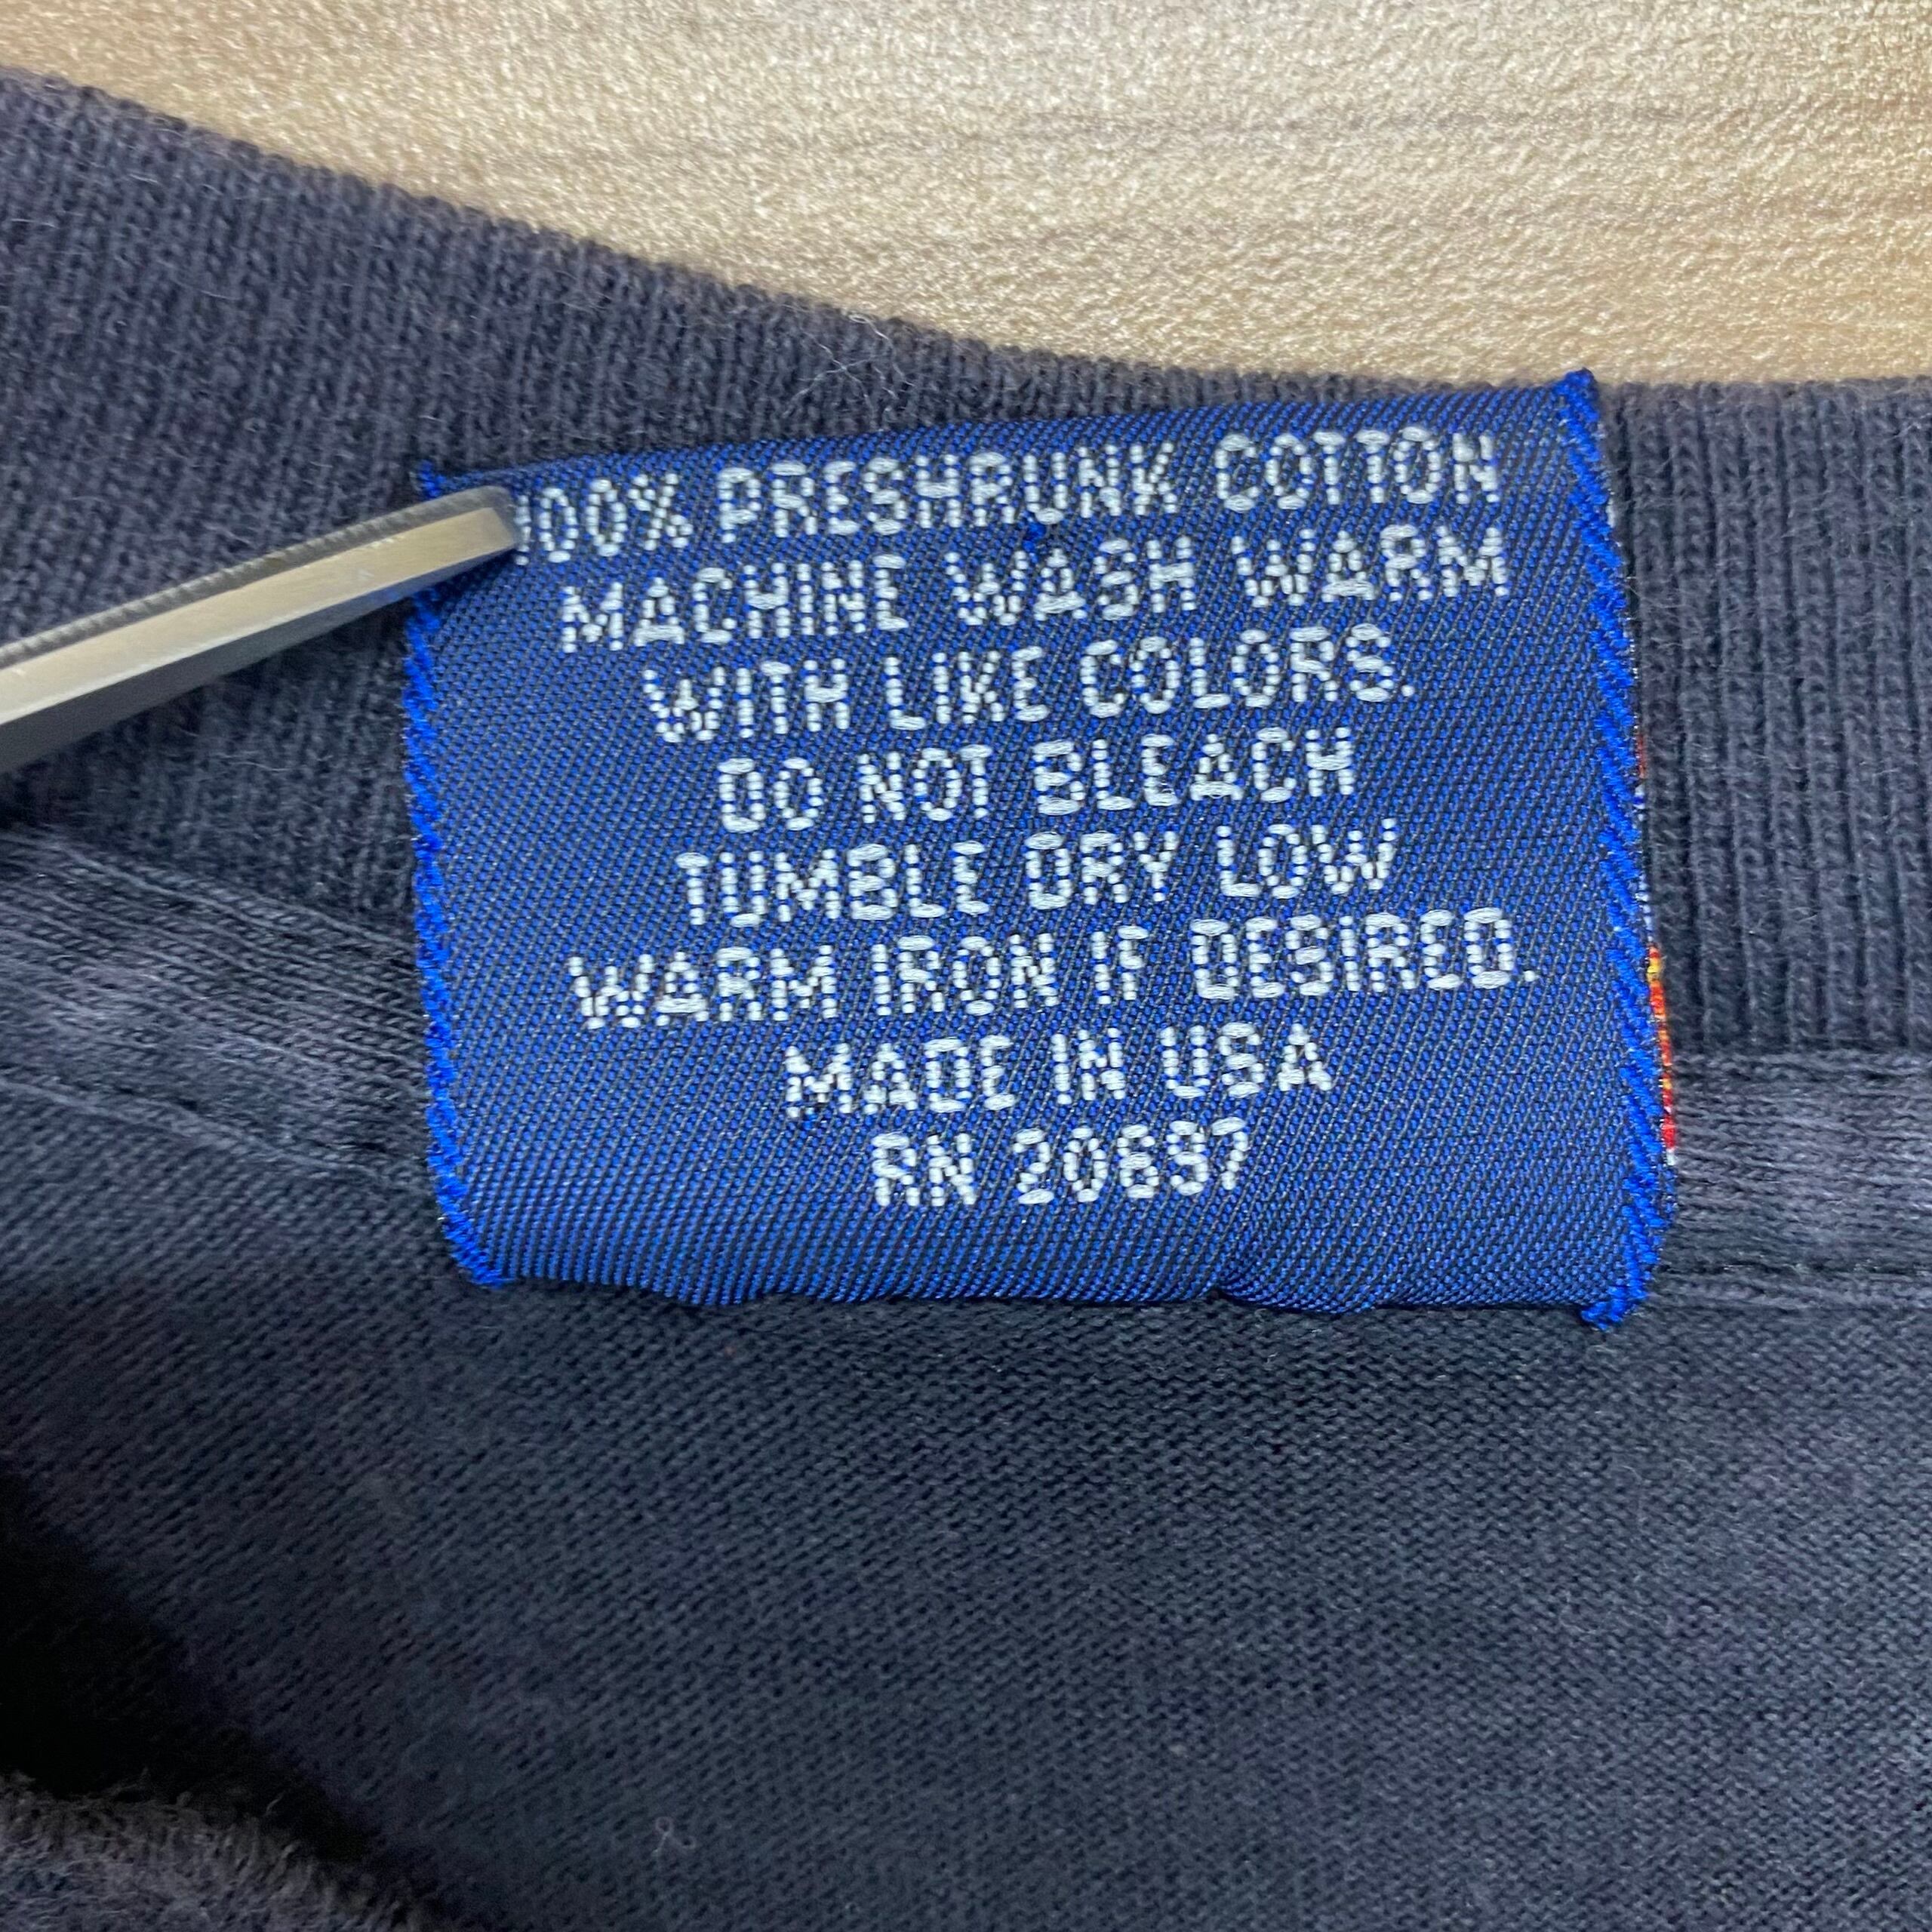 100% PRESHRUNK COTTON
MACHINE WASH WARM
WITH LIKE COLORS.
DO NOT BLEACH
TUMBLE DRY LOW
WARM IRON IF DESIRED.
MADE IN USA
RN 20697